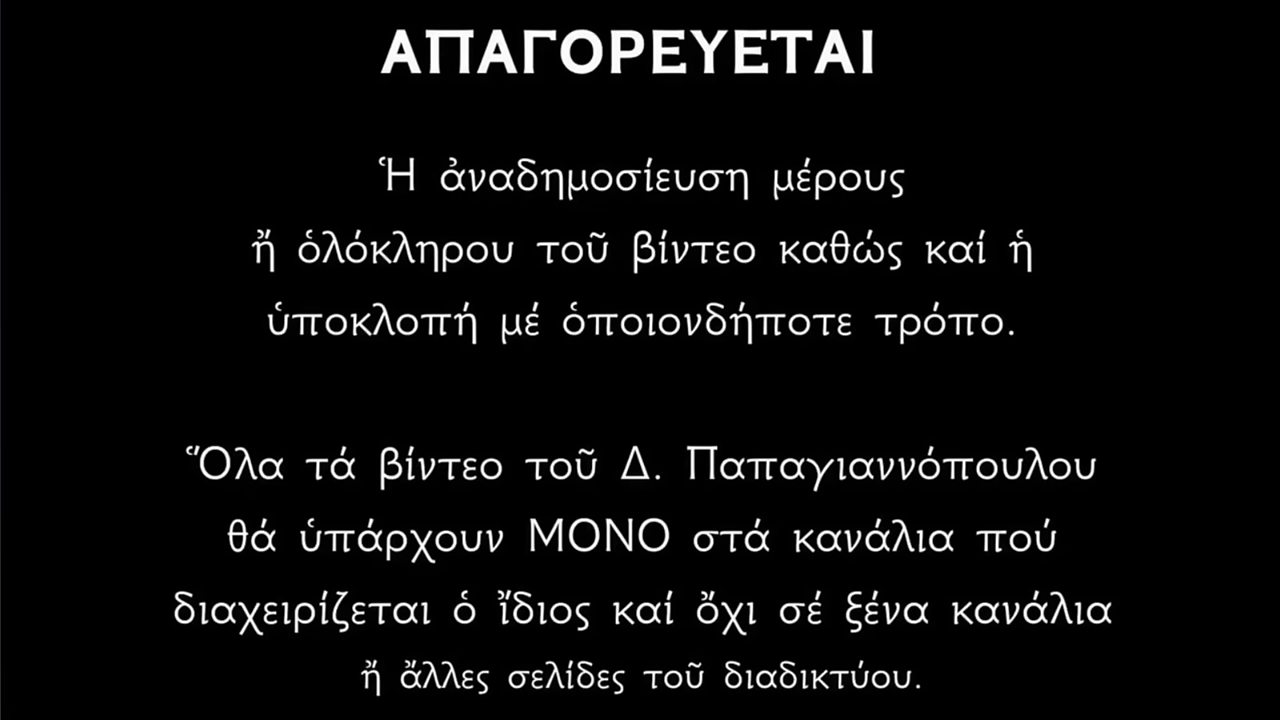 ΑΠΑΓΟΡΕΥΕΤΑΙ
Ἡ ἀναδημοσίευση μέρους
ἤ ὁλόκληρου τοῦ βίντεο καθώς καί ἡ
ὑποκλοπή μέ ὁποιονδήποτε τρόπο.
Ὅλα τά βίντεο τοῦ Δ. Παπαγιαννόπουλου
θά ὑπάρχουν ΜΟΝΟ στά κανάλια πού
διαχειρίζεται ὁ ἴδιος καί ὄχι σέ ξένα κανάλια
ἤ ἄλλες σελίδες τοῦ διαδικτύου.